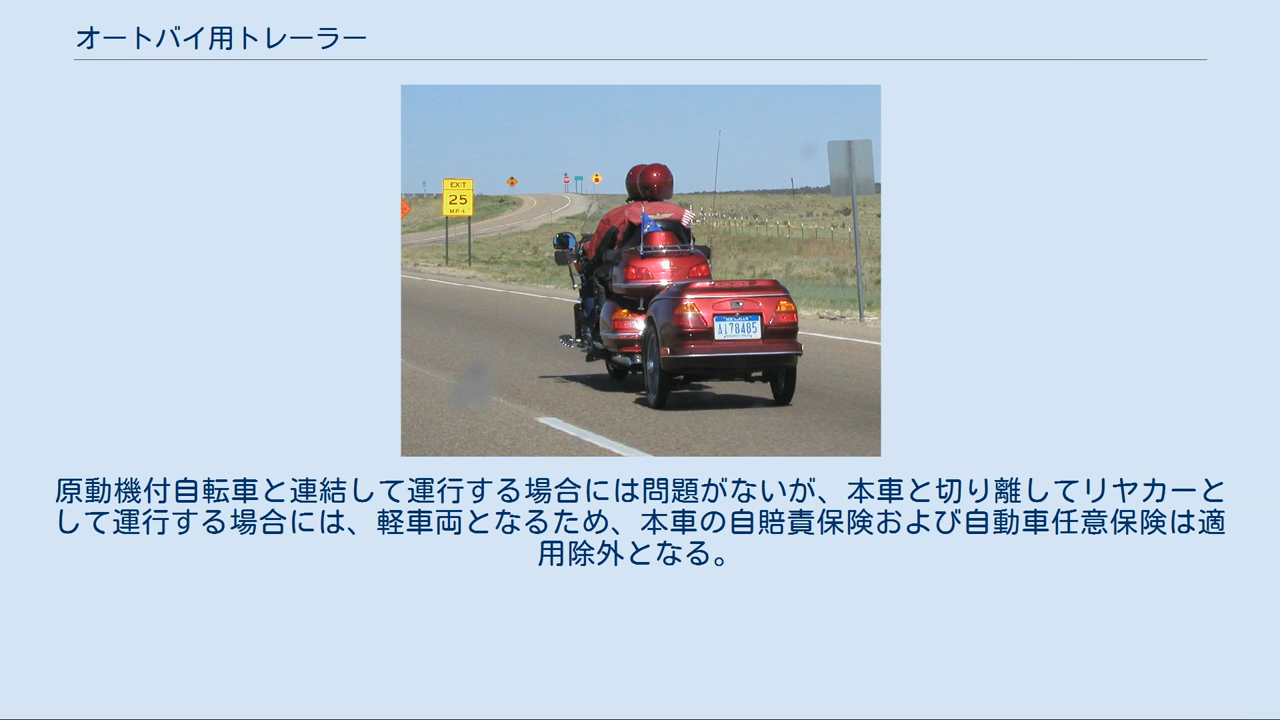 オートバイ用トレーラー
EXIT
25
M.P.H.
AI78405
原動機付自転車と連結して運行する場合には問題がないが、本車と切り離してリヤカーと
して運行する場合には、軽車両となるため、本車の自賠責保険および自動車任意保険は適
用除外となる。